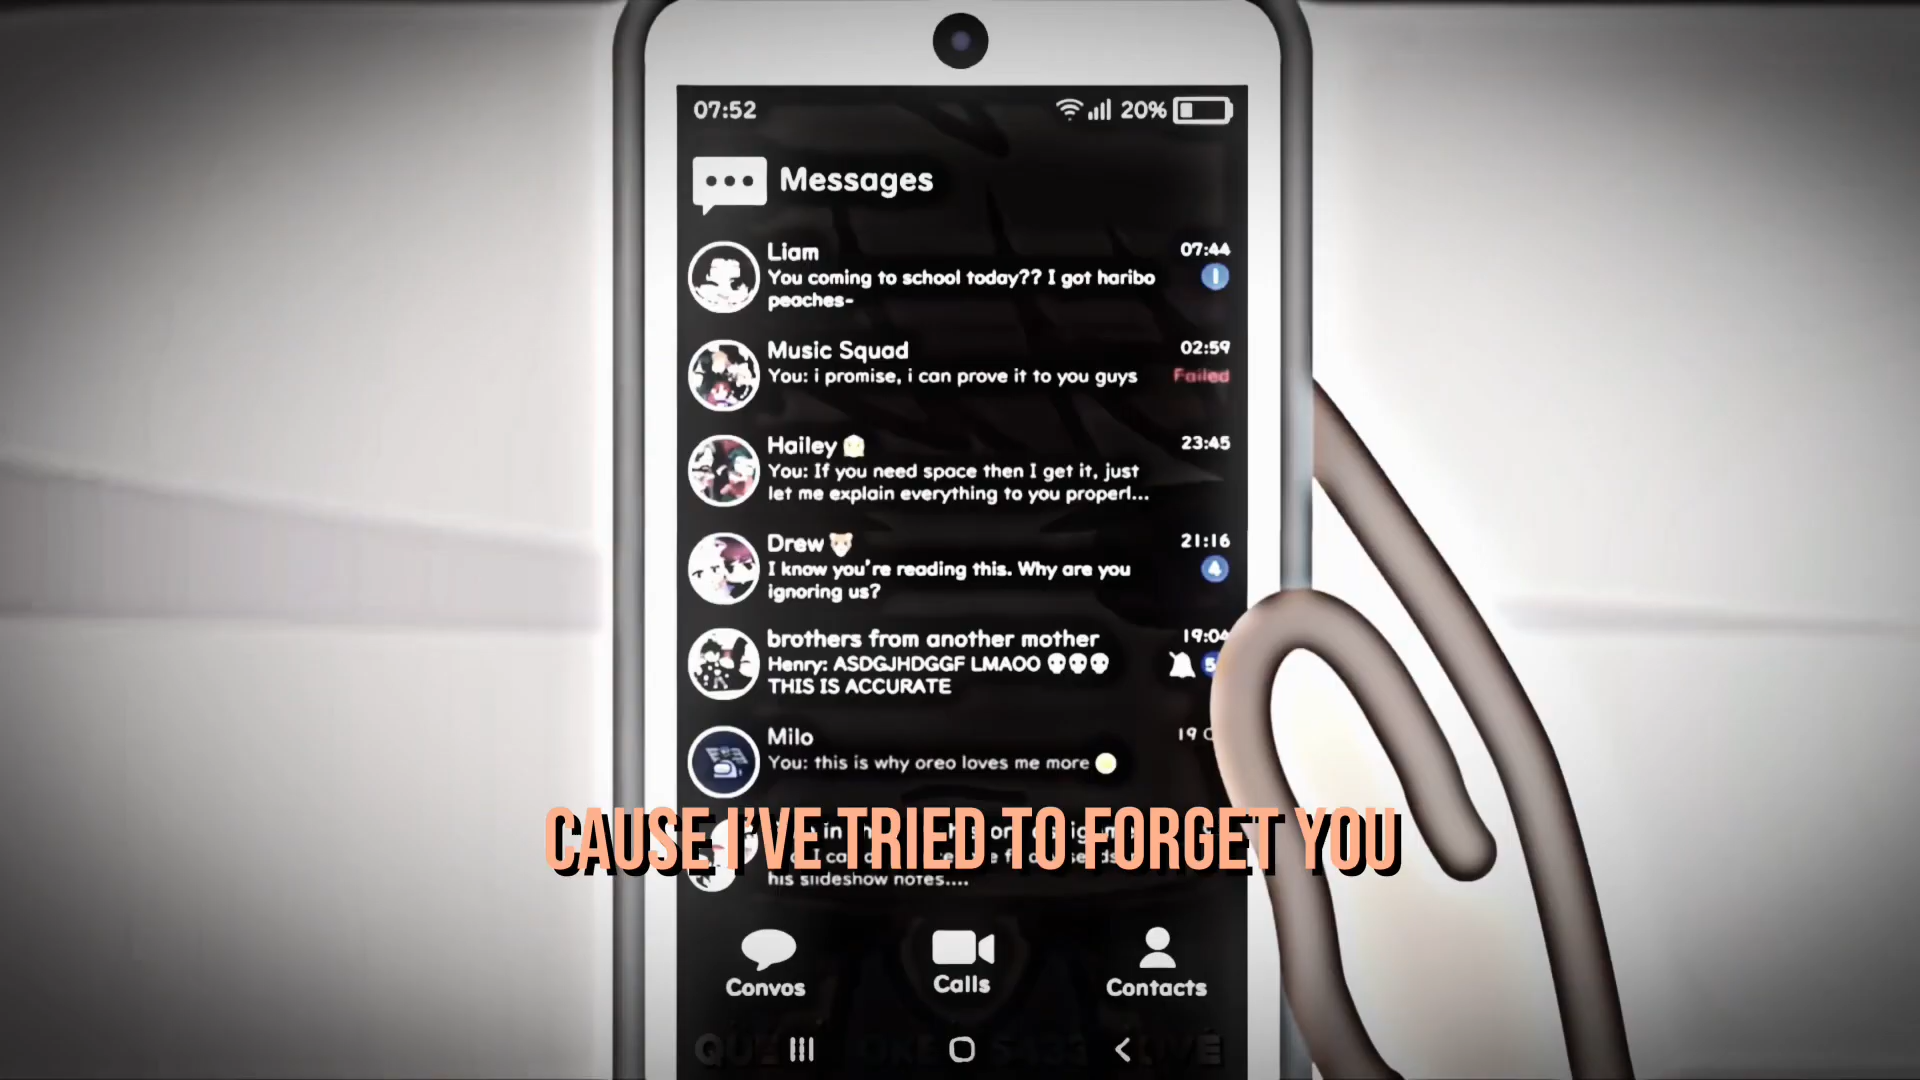 07:52
20%
Messages
Liam
07:44
You coming to school today?? I got haribo
1
peaches-
Music Squad
02:59
You: i promise, i can prove it to you guys
Failed
Hailey
23:45
You: If you need space then I get it, just
let me explain everything to you properl...
Drew
21:16
I know you're reading this. Why are you
4
ignoring us?
brothers from another mother
19:04
Henry: ASDGJHDGGF LMAOO 💀💀💀
5
THIS IS ACCURATE
Milo
19
You: this is why oreo loves me more
CAUSE I'VE TRIED TO FORGET YOU
his slideshow notes....
Convos
Calls
Contacts